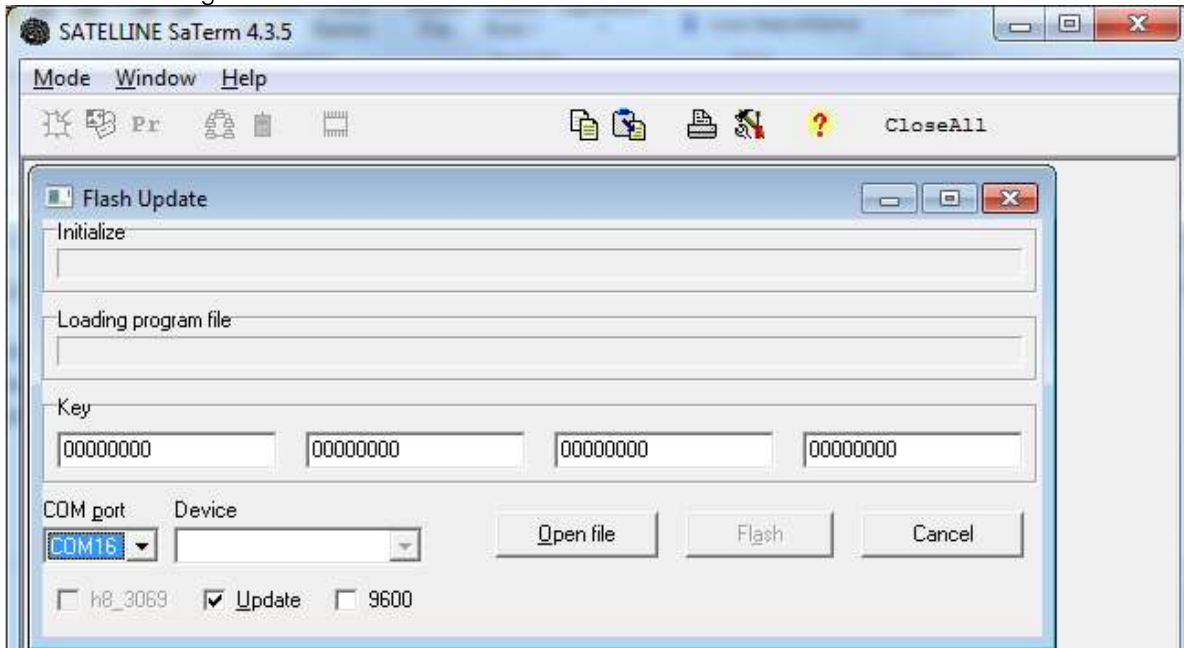 SATELLINE SaTerm 4.3.5
Mode Window Help
Pr ? CloseAll
Flash Update
Initialize
Loading program file
Key
00000000 00000000 00000000 00000000
COM port Device
COM16 Open file Flash Cancel
h8_3069 Update 9600